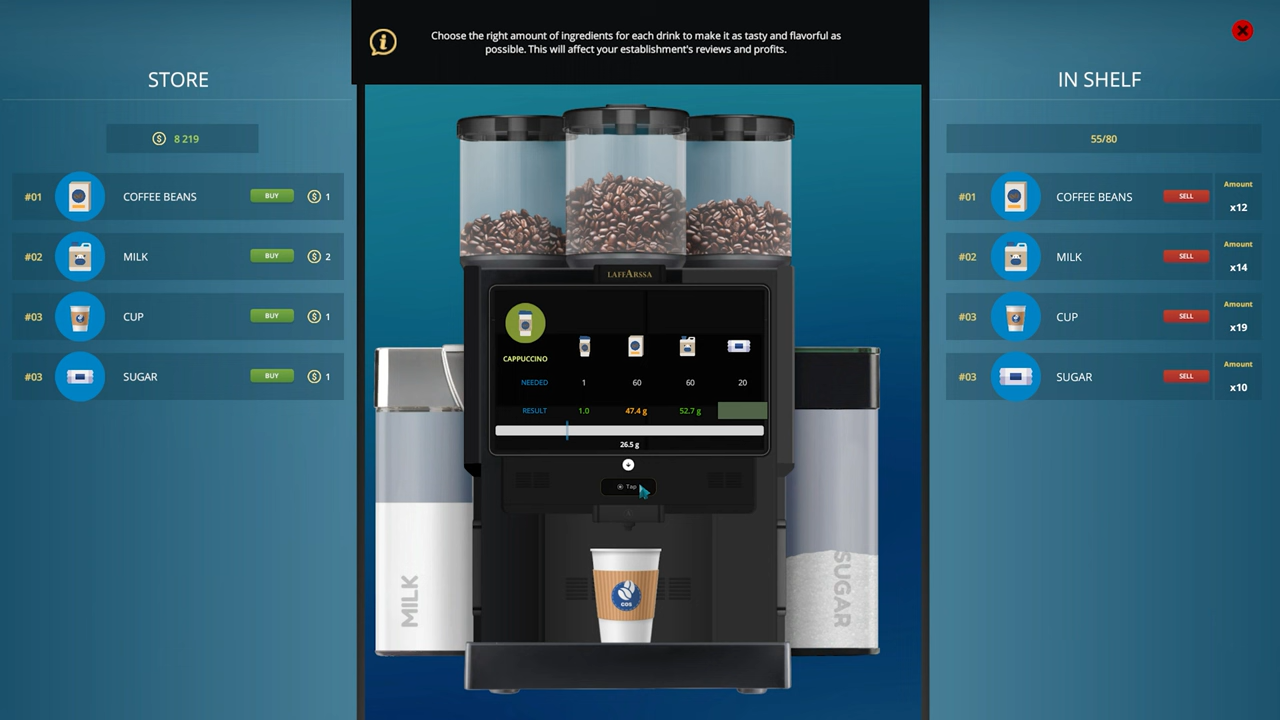 Choose the right amount of ingredients for each drink to make it as tasty and flavorful as
possible. This will affect your establishment's reviews and profits.
STORE
8 219
#01 COFFEE BEANS BUY 1
#02 MILK BUY 2
#03 CUP BUY 1
#03 SUGAR BUY 1
LAFFARSSA
CAPPUCCINO
NEEDED 1 60 60 20
RESULT 1.0 47.4 g 52.7 g
26.5 g
Tap
MILK
COS
SUGAR
IN SHELF
55/80
#01 COFFEE BEANS SELL Amount x12
#02 MILK SELL Amount x14
#03 CUP SELL Amount x19
#03 SUGAR SELL Amount x10